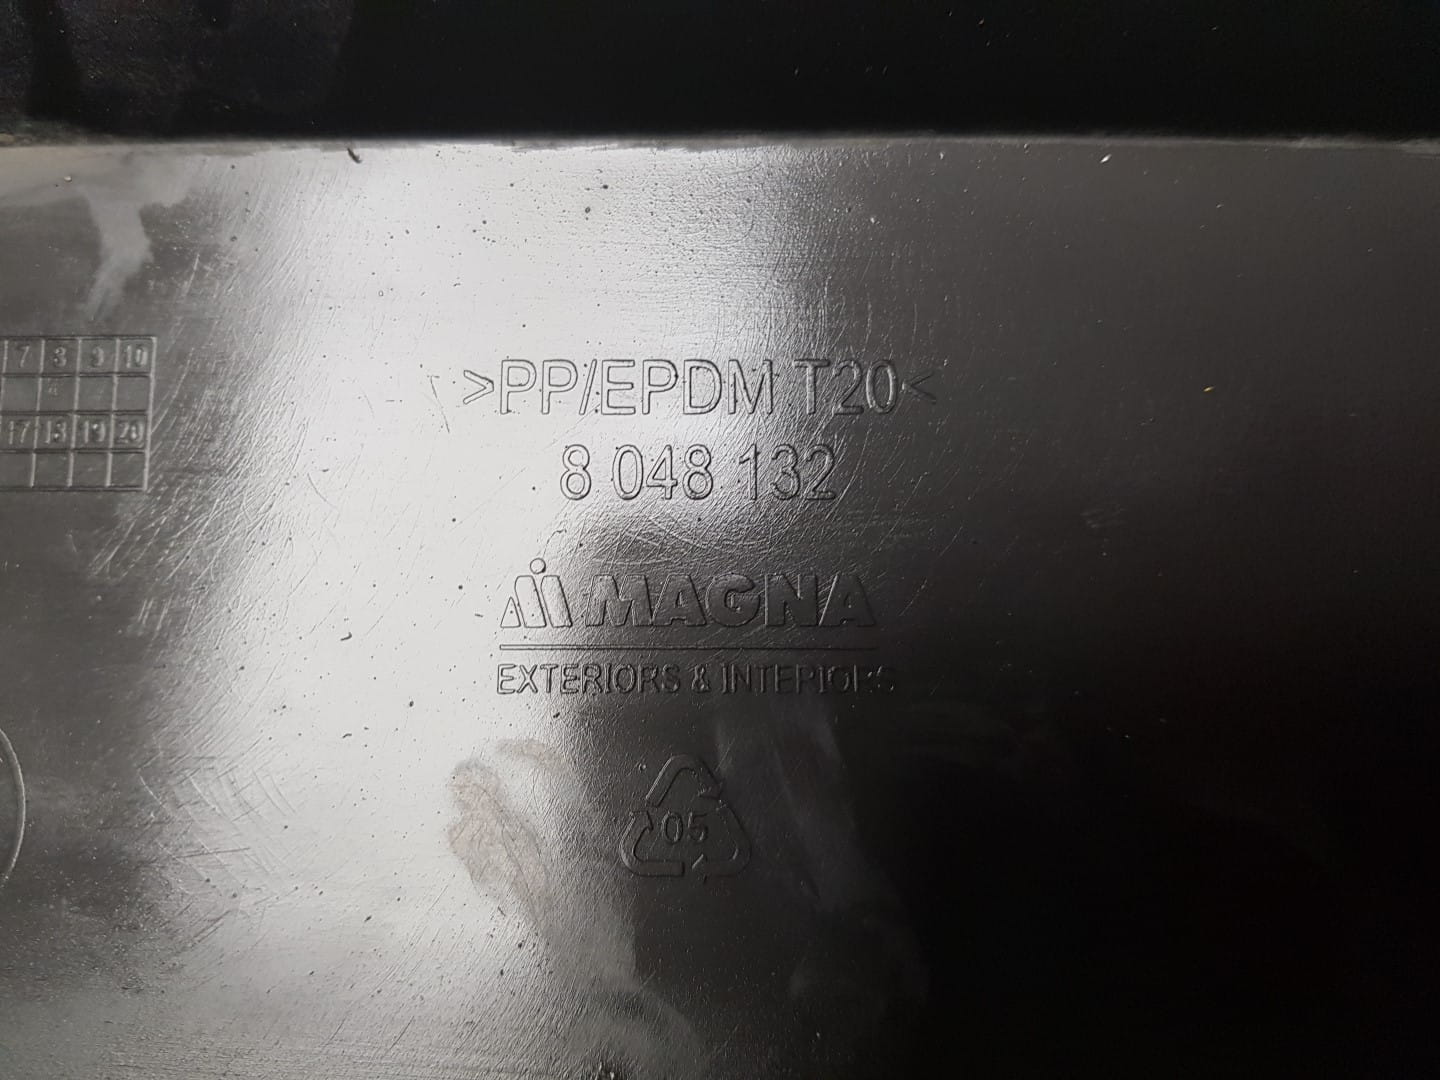 7 8 9 10
17 18 19 20
>PP/EPDM T20<
8 048 132
MAGNA
EXTERIORS & INTERIORS
05